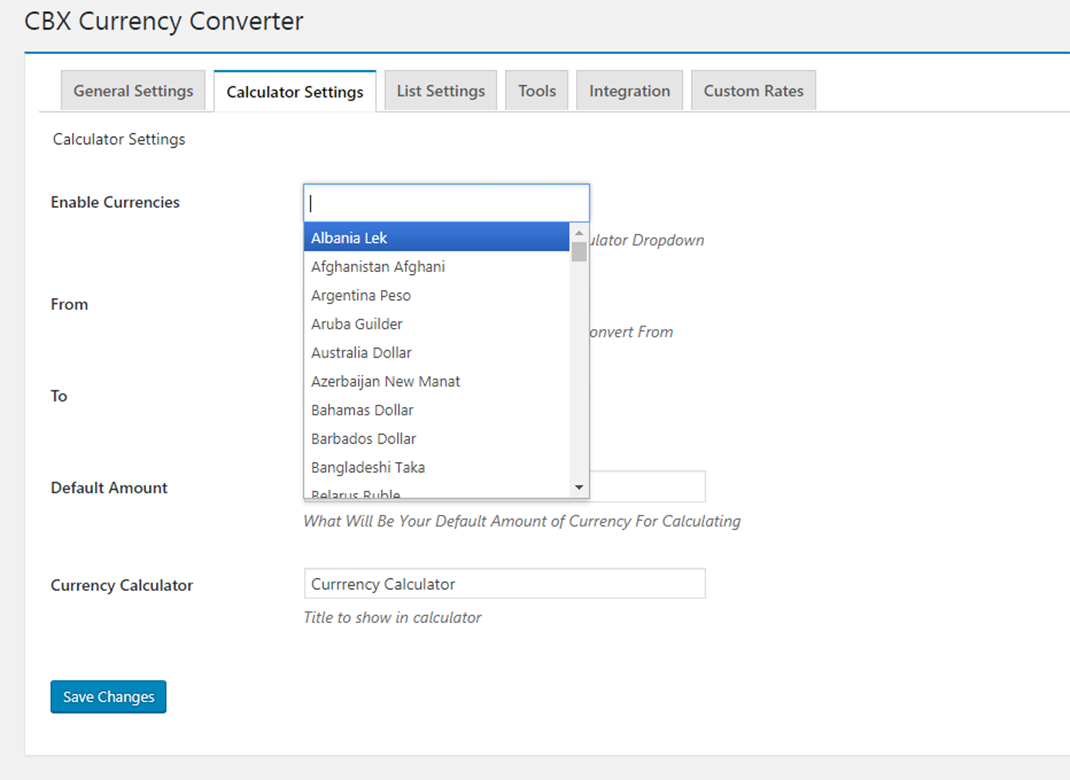 CBX Currency Converter
General Settings
Calculator Settings
List Settings
Tools
Integration
Custom Rates
Calculator Settings
Enable Currencies
Albania Lek
Dropdown
Afghanistan Afghani
Argentina Peso
From
Aruba Guilder
From
Australia Dollar
Azerbaijan New Manat
To
Bahamas Dollar
Barbados Dollar
Bangladeshi Taka
Default Amount
Belarus Ruble
What Will Be Your Default Amount of Currency For Calculating
Currency Calculator
Currrency Calculator
Title to show in calculator
Save Changes